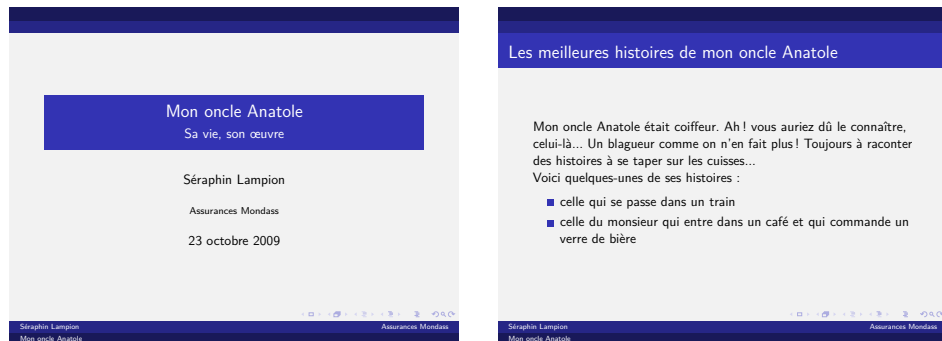 Mon oncle Anatole
Sa vie, son œuvre
Séraphin Lampion
Assurances Mondass
23 octobre 2009
Séraphin Lampion Assurances Mondass
Mon oncle Anatole
Les meilleures histoires de mon oncle Anatole
Mon oncle Anatole était coiffeur. Ah ! vous auriez dû le connaître,
celui-là... Un blagueur comme on n'en fait plus ! Toujours à raconter
des histoires à se taper sur les cuisses...
Voici quelques-unes de ses histoires :
celle qui se passe dans un train
celle du monsieur qui entre dans un café et qui commande un
verre de bière
Séraphin Lampion Assurances Mondass
Mon oncle Anatole